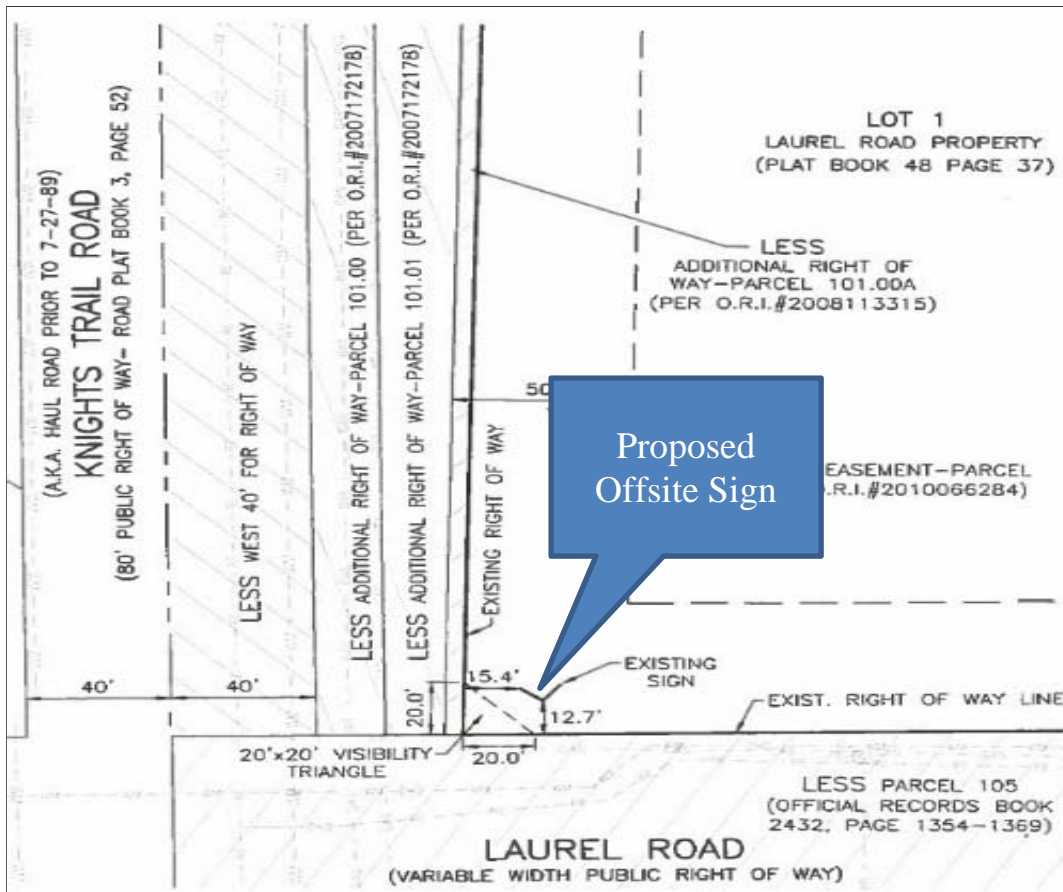 (A.K.A. HAUL ROAD PRIOR TO 7-27-89)
KNIGHTS TRAIL ROAD
(80' PUBLIC RIGHT OF WAY- ROAD PLAT BOOK 3, PAGE 52)
LESS WEST 40' FOR RIGHT OF WAY
LESS ADDITIONAL RIGHT OF WAY-PARCEL 101.00 (PER O.R.I.#2007172178)
LESS ADDITIONAL RIGHT OF WAY-PARCEL 101.01 (PER O.R.I.#2007172178)
EXISTING RIGHT OF WAY
LOT 1
LAUREL ROAD PROPERTY
(PLAT BOOK 48 PAGE 37)
LESS
ADDITIONAL RIGHT OF
WAY-PARCEL 101.00A
(PER O.R.I.#2008113315)
50
Proposed
Offsite Sign
EASEMENT-PARCEL
.R.I.#2010066284)
EXISTING
SIGN
15.4'
20.0'
12.7'
EXIST. RIGHT OF WAY LINE
40'
40'
20'x20' VISIBILITY
TRIANGLE
20.0'
LESS PARCEL 105
(OFFICIAL RECORDS BOOK
2432, PAGE 1354-1369)
LAUREL ROAD
(VARIABLE WIDTH PUBLIC RIGHT OF WAY)